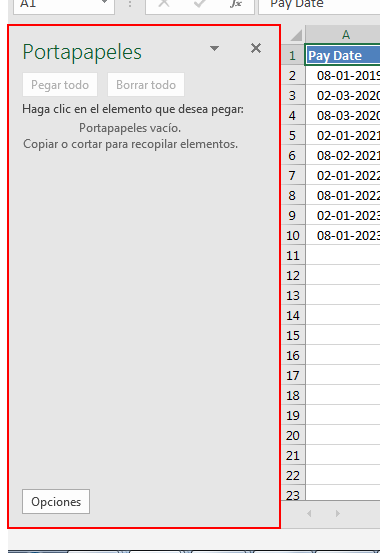 A1
fx
Pay Date
Portapapeles
Pegar todo
Borrar todo
Haga clic en el elemento que desea pegar:
Portapapeles vacío.
Copiar o cortar para recopilar elementos.
Opciones
A
1 Pay Date
2 08-01-2019
3 02-03-2020
4 08-03-2020
5 02-01-2021
6 08-02-2021
7 02-01-2022
8 08-01-2022
9 02-01-2023
10 08-01-2023
11
12
13
14
15
16
17
18
19
20
21
22
23